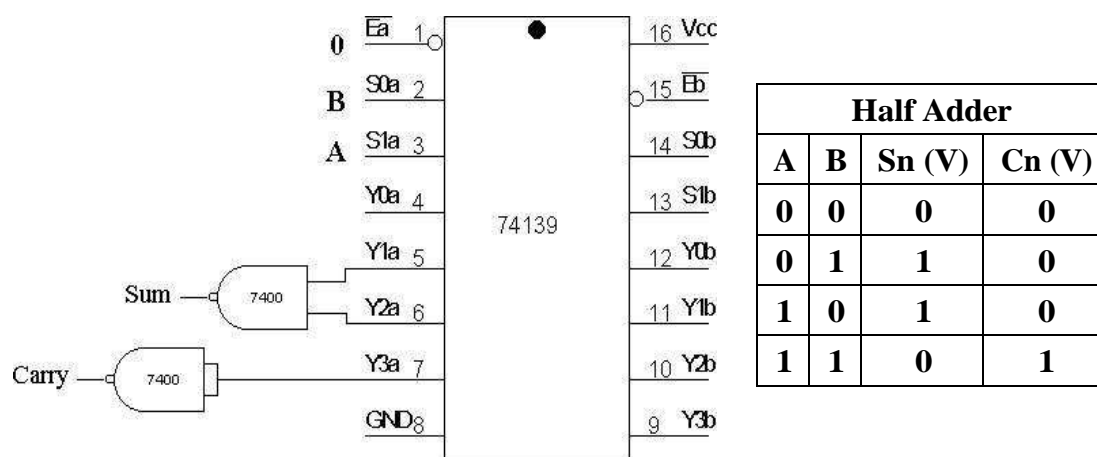 0 Ea 1 16 Vcc
B S0a 2 15 Eb
A S1a 3 14 S0b
Y0a 4 13 S1b
74139
Y1a 5 12 Y0b
Sum 7400
Y2a 6 11 Y1b
Carry 7400 Y3a 7 10 Y2b
GND 8 9 Y3b
Half Adder
A B Sn (V) Cn (V)
0 0 0 0
0 1 1 0
1 0 1 0
1 1 0 1